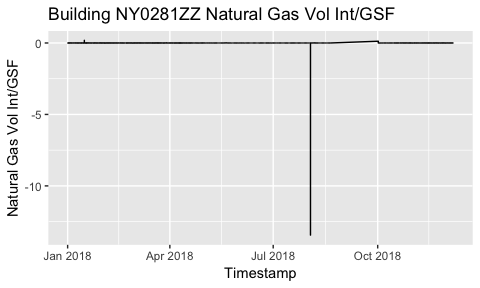 Building NY0281ZZ Natural Gas Vol Int/GSF
Natural Gas Vol Int/GSF
0
-5
-10
Jan 2018
Apr 2018
Jul 2018
Oct 2018
Timestamp